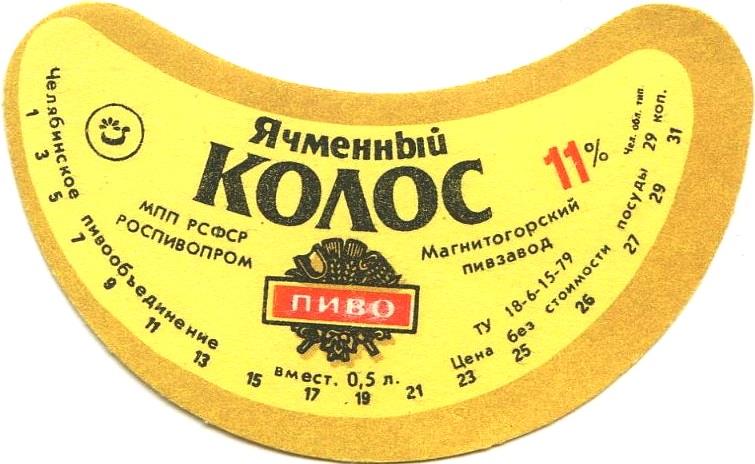 Ячменный
КОЛОС
11%
МПП РСФСР
РОСПИВОПРОМ
Магнитогорский
пивзавод
ПИВО
Челябинское пивообъединение
вмест. 0,5 л.
ТУ 18-6-15-79
Цена без стоимости посуды 29 коп.
Чел. обл. тип.
1 3 5 7 9 11 13 15 17 19 21 23 25 26 27 29 31